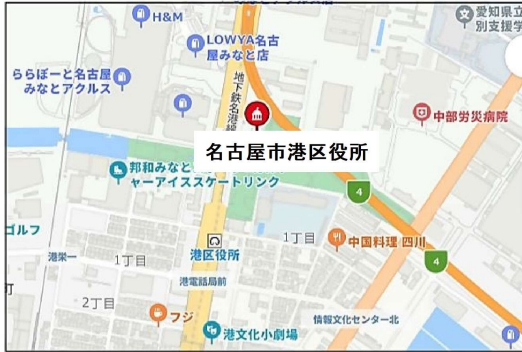 H&M
愛知県立
別支援学
LOWYA名古
屋みなと店
ららぽーと名古屋
みなとアクルス
地下鉄名港線
中部労災病院
名古屋市港区役所
邦和みなと
ャーアイススケートリンク
4
ゴルフ
1丁目
中国料理 四川
港区役所
4
港栄一
1丁目
港電話局前
町
2丁目
フジ
港文化小劇場
情報文化センター北